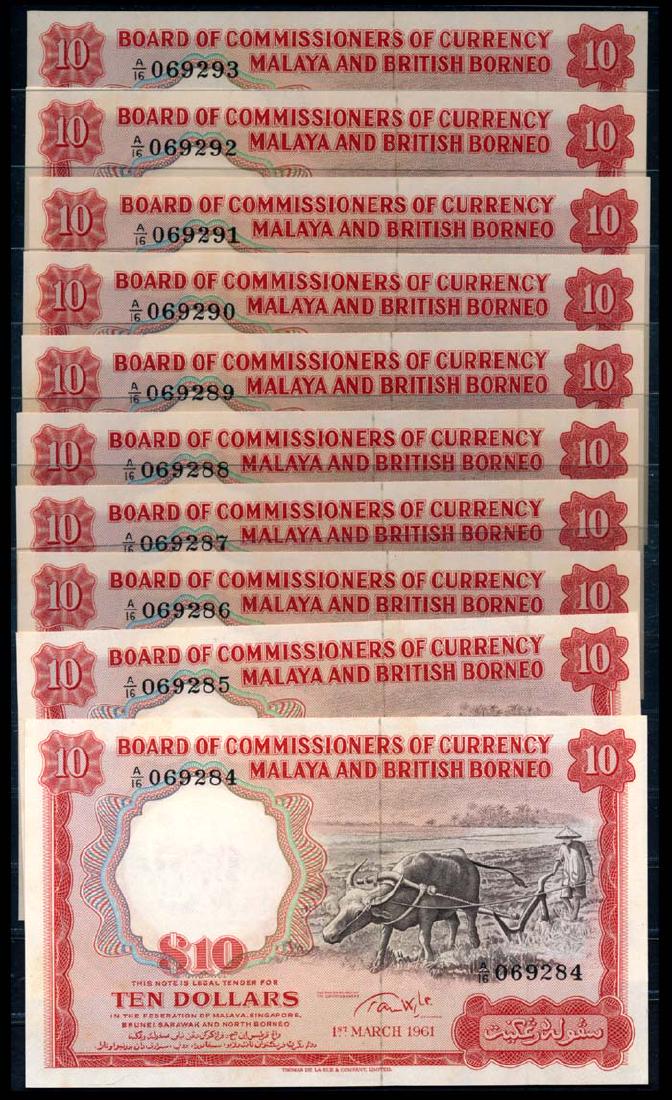 10 BOARD OF COMMISSIONERS OF CURRENCY 10
A/16 069293 MALAYA AND BRITISH BORNEO
10 BOARD OF COMMISSIONERS OF CURRENCY 10
A/16 069292 MALAYA AND BRITISH BORNEO
10 BOARD OF COMMISSIONERS OF CURRENCY 10
A/16 069291 MALAYA AND BRITISH BORNEO
10 BOARD OF COMMISSIONERS OF CURRENCY 10
A/16 069290 MALAYA AND BRITISH BORNEO
10 BOARD OF COMMISSIONERS OF CURRENCY 10
A/16 069289 MALAYA AND BRITISH BORNEO
10 BOARD OF COMMISSIONERS OF CURRENCY 10
A/16 069288 MALAYA AND BRITISH BORNEO
10 BOARD OF COMMISSIONERS OF CURRENCY 10
A/16 069287 MALAYA AND BRITISH BORNEO
10 BOARD OF COMMISSIONERS OF CURRENCY 10
A/16 069286 MALAYA AND BRITISH BORNEO
10 BOARD OF COMMISSIONERS OF CURRENCY 10
A/16 069285 MALAYA AND BRITISH BORNEO
10 BOARD OF COMMISSIONERS OF CURRENCY 10
A/16 069284 MALAYA AND BRITISH BORNEO
$10
A/16 069284
THIS NOTE IS LEGAL TENDER FOR
TEN DOLLARS
IN THE FEDERATION OF MALAYA, SINGAPORE,
BRUNEI, SARAWAK AND NORTH BORNEO
1ST MARCH 1961
THOMAS DE LA RUE & COMPANY, LIMITED.